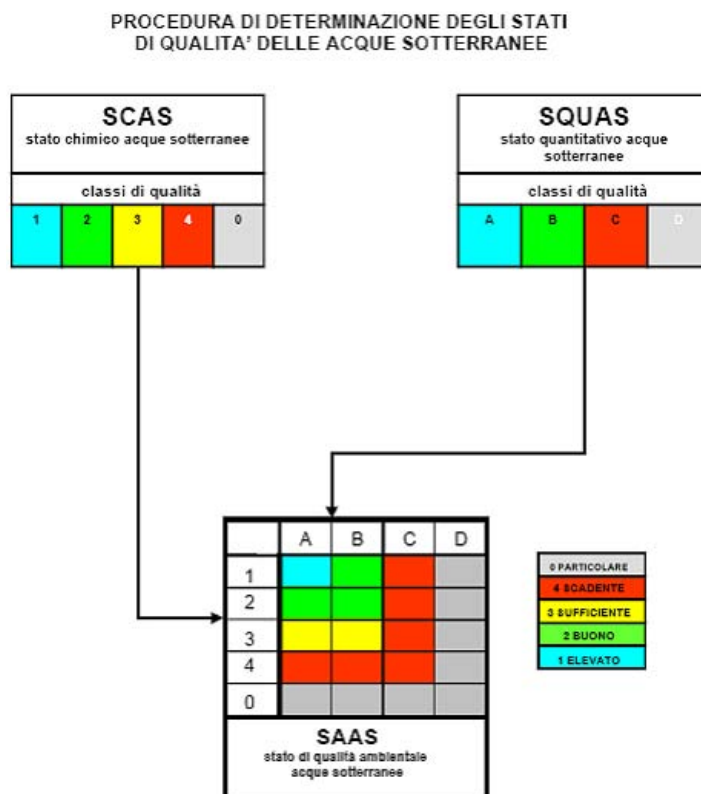 PROCEDURA DI DETERMINAZIONE DEGLI STATI
DI QUALITA' DELLE ACQUE SOTTERRANEE
SCAS
stato chimico acque sotterranee
classi di qualità
1 2 3 4 0
SQUAS
stato quantitativo acque
sotterranee
classi di qualità
A B C D
A B C D
1
2
3
4
0
SAAS
stato di qualità ambientale
acque sotterranee
0 PARTICOLARE
4 SCADENTE
3 SUFFICIENTE
2 BUONO
1 ELEVATO